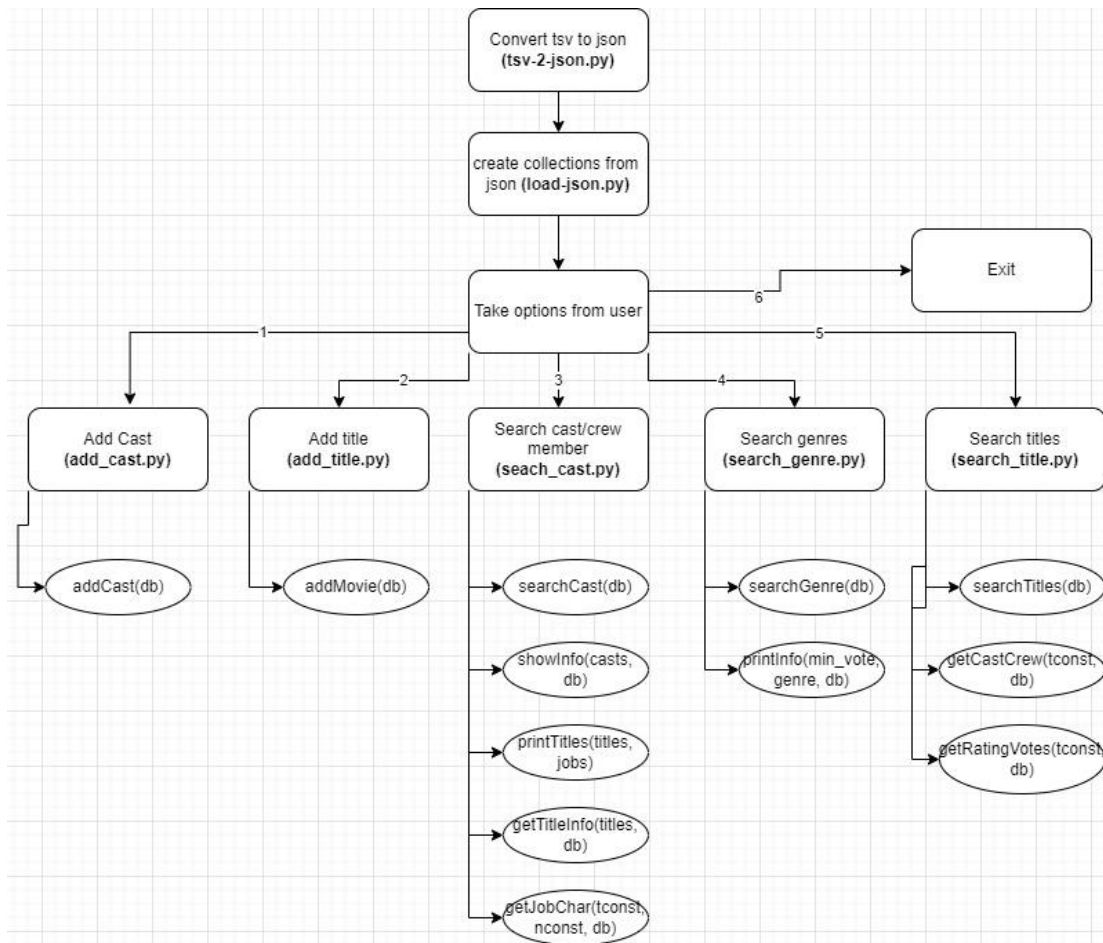 Convert tsv to json
(tsv-2-json.py)
create collections from
json (load-json.py)
Exit
Take options from user
6
1
5
2
3
4
Add Cast
(add_cast.py)
Add title
(add_title.py)
Search cast/crew
member
(seach_cast.py)
Search genres
(search_genre.py)
Search titles
(search_title.py)
addCast(db)
addMovie(db)
searchCast(db)
searchGenre(db)
searchTitles(db)
showInfo(casts,
db)
printInfo(min_vote,
genre, db)
getCastCrew(tconst,
db)
printTitles(titles,
jobs)
getRatingVotes(tconst,
db)
getTitleInfo(titles,
db)
getJobChar(tconst,
nconst, db)